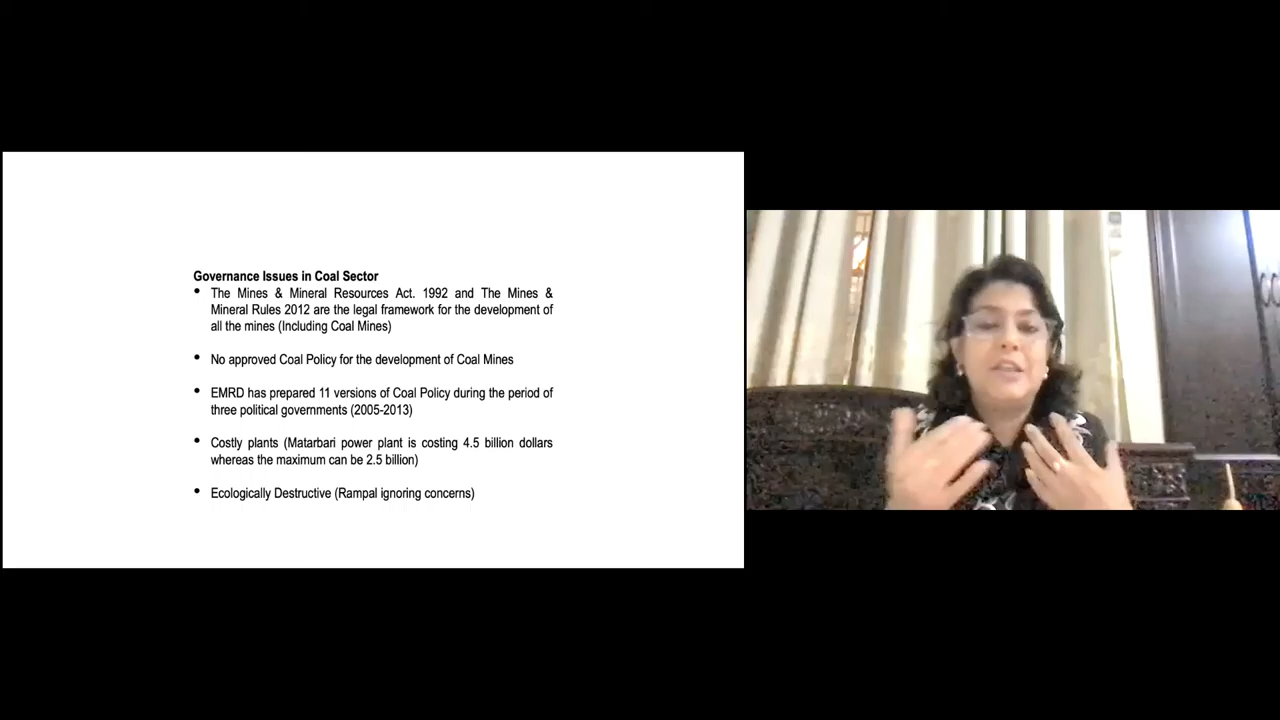 Governance Issues in Coal Sector
• The Mines & Mineral Resources Act. 1992 and The Mines &
Mineral Rules 2012 are the legal framework for the development of
all the mines (Including Coal Mines)
• No approved Coal Policy for the development of Coal Mines
• EMRD has prepared 11 versions of Coal Policy during the period of
three political governments (2005-2013)
• Costly plants (Matarbari power plant is costing 4.5 billion dollars
whereas the maximum can be 2.5 billion)
• Ecologically Destructive (Rampal ignoring concerns)